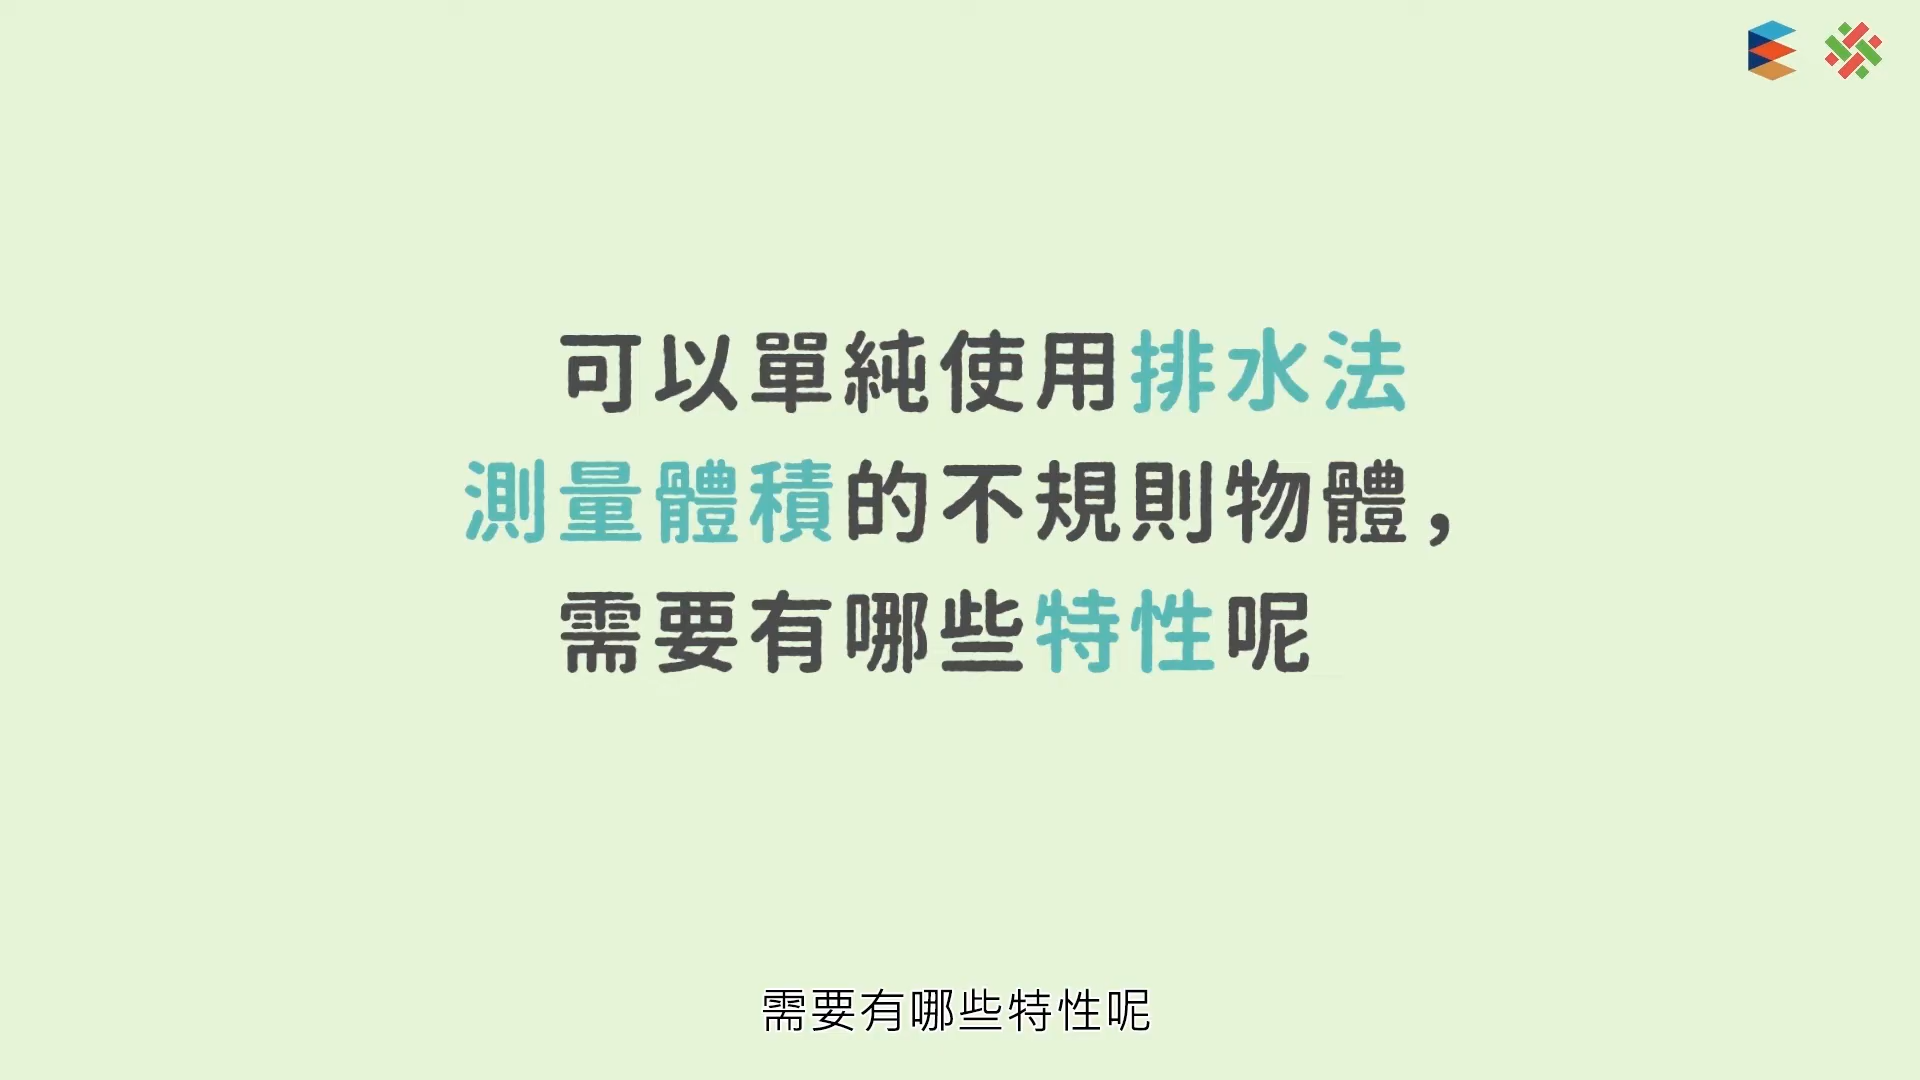 可以單純使用排水法
測量體積的不規則物體，
需要有哪些特性呢
需要有哪些特性呢